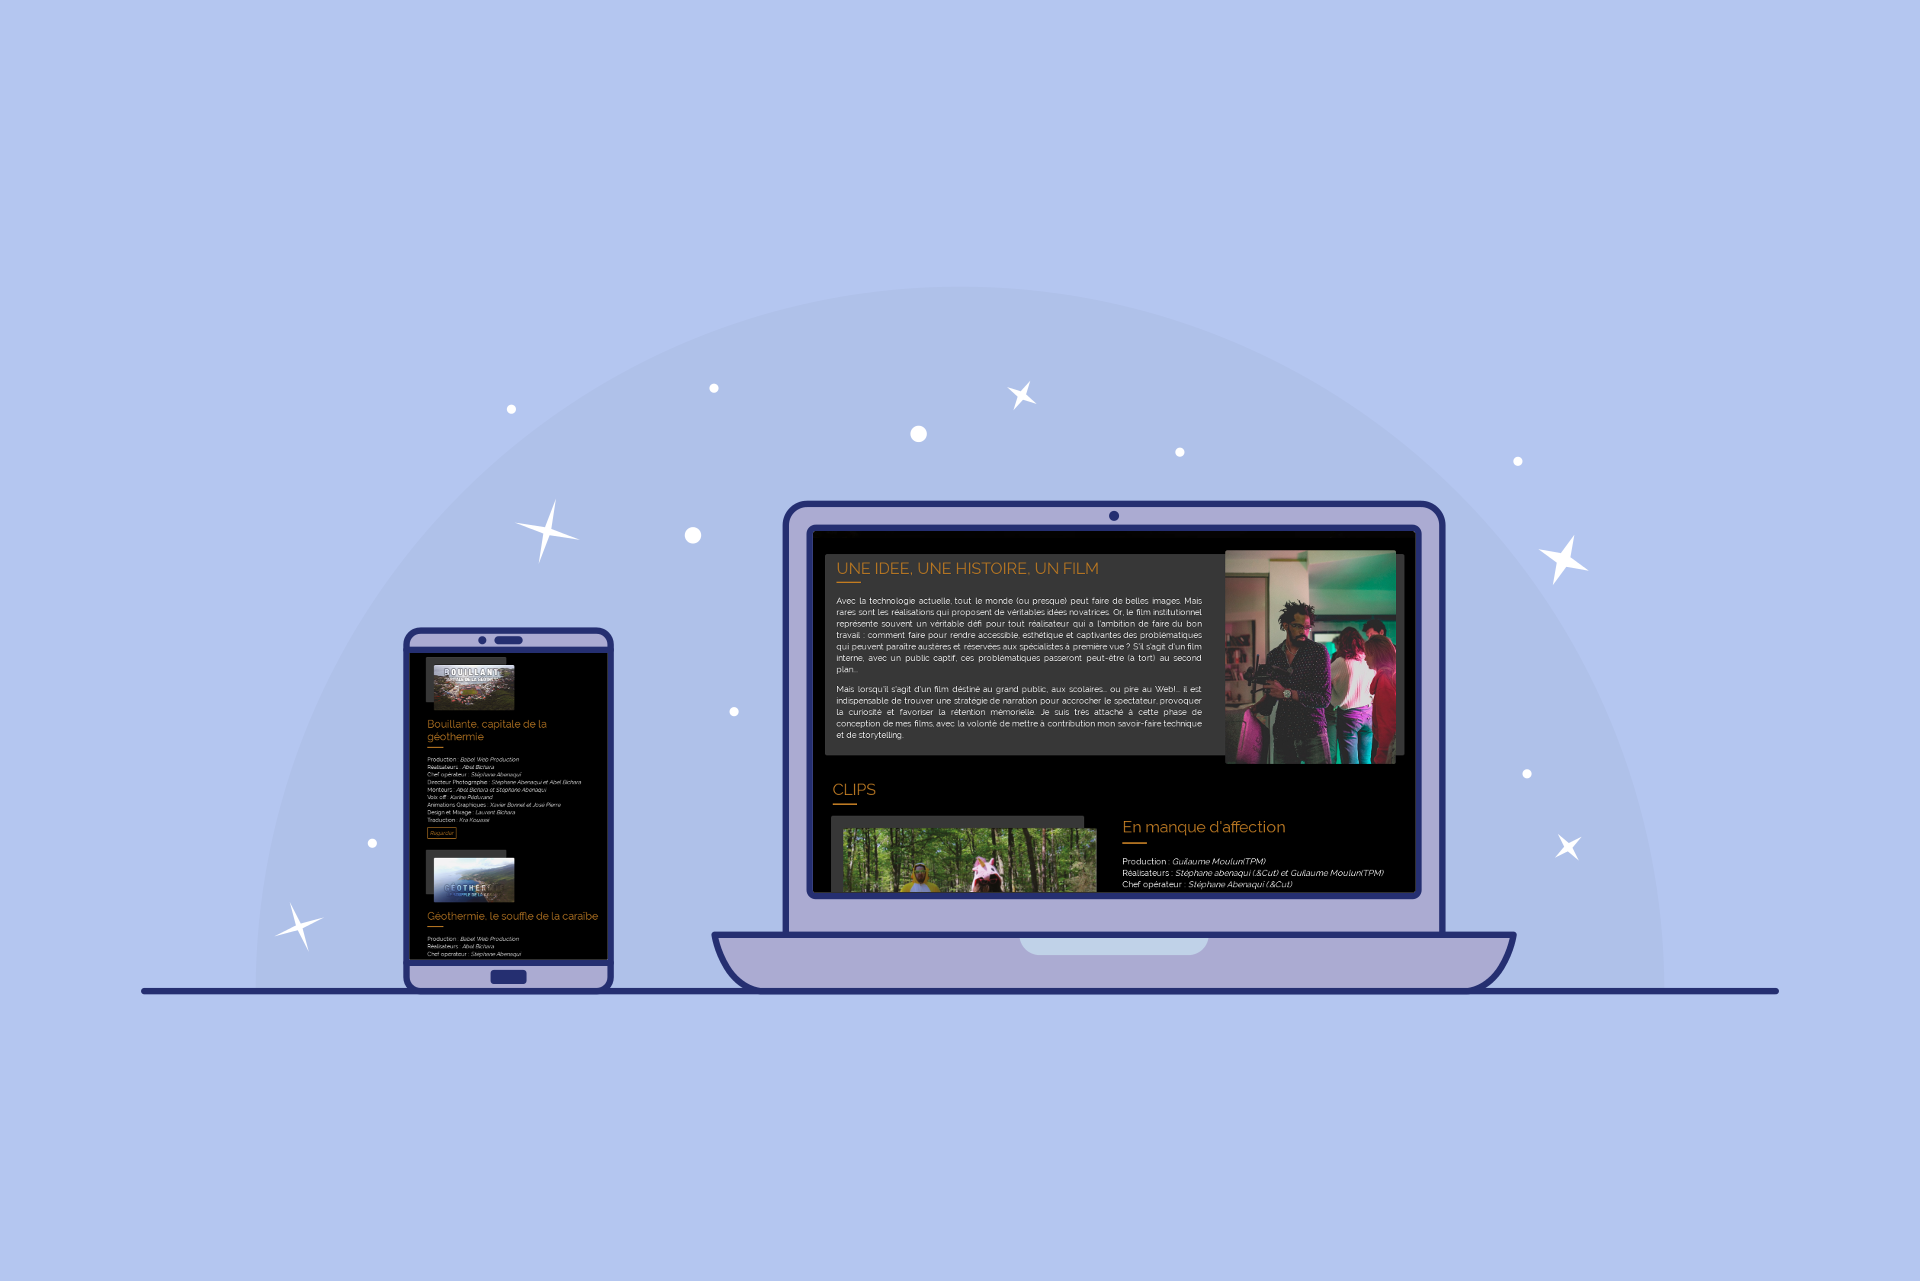 BOUILLANTE
Bouillante, capitale de la
géothermie
Production : Babel Web Production
Réalisateurs : Abel Bichara
Chef opérateur : Stéphane Abenaqui
Directeur Photographie : Stéphane Abenaqui et Abel Bichara
Monteurs : Abel Bichara et Stéphane Abenaqui
Voix off : Karine Pédurand
Animations Graphiques : Xavier Bonnel et José Pierre
Design et Mixage : Laurent Bichara
Traduction : Kra Kouassi
Regarder
Géothermie, le souffle de la caraïbe
Production : Babel Web Production
Réalisateurs : Abel Bichara
Chef opérateur : Stéphane Abenaqui
UNE IDEE, UNE HISTOIRE, UN FILM
Avec la technologie actuelle, tout le monde (ou presque) peut faire de belles images. Mais
rares sont les réalisations qui proposent de véritables idées novatrices. Or, le film institutionnel
représente souvent un véritable défi pour tout réalisateur qui a l'ambition de faire du bon
travail : comment faire pour rendre accessible, esthétique et captivantes des problématiques
qui peuvent paraître austères et réservées aux spécialistes à première vue ? S'il s'agit d'un film
interne, avec un public captif, ces problématiques passeront peut-être (à tort) au second
plan...
Mais lorsqu'il s'agit d'un film déstiné au grand public, aux scolaires... ou pire au Web!... il est
indispensable de trouver une stratégie de narration pour accrocher le spectateur, provoquer
la curiosité et favoriser la rétention mémorielle. Je suis très attaché à cette phase de
conception de mes films, avec la volonté de mettre à contribution mon savoir-faire technique
et de storytelling.
CLIPS
En manque d'affection
Production : Guilaume Moulun(TPM)
Réalisateurs : Stéphane abenaqui (.&Cut) et Guilaume Moulun(TPM)
Chef opérateur : Stéphane Abenaqui (.&Cut)